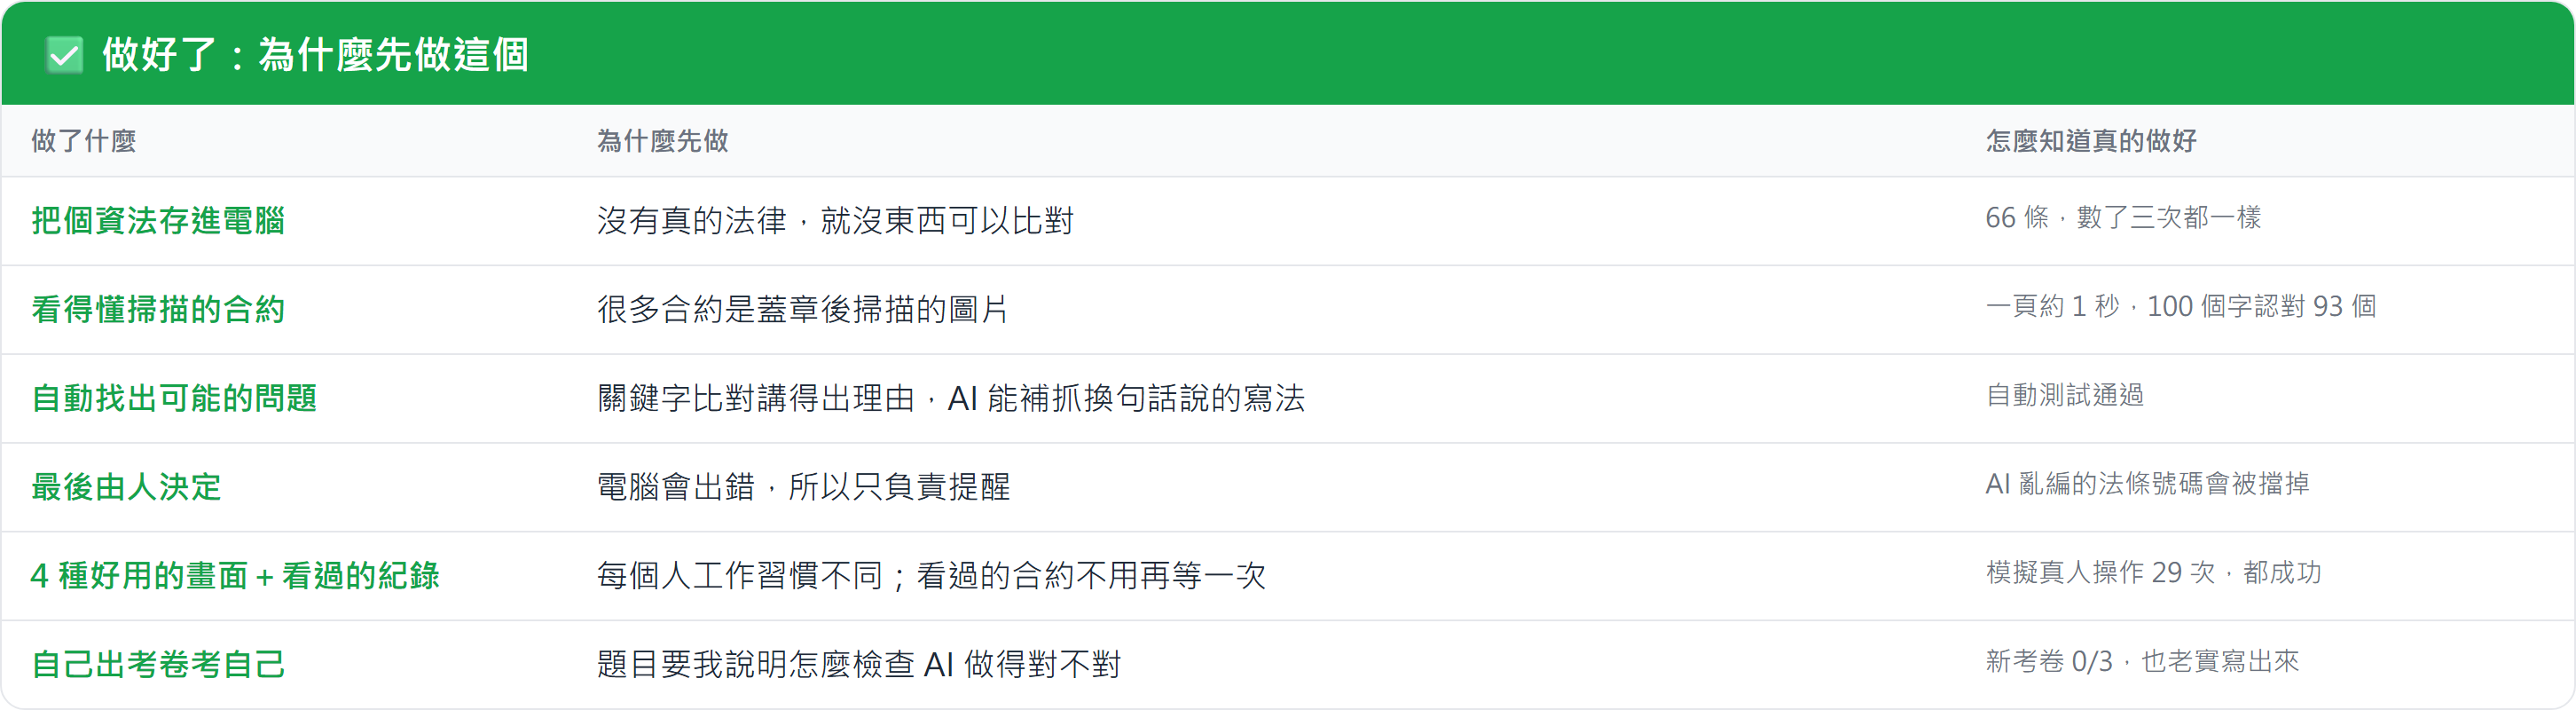 ✅ 做好了：為什麼先做這個
做了什麼 為什麼先做 怎麼知道真的做好
把個資法存進電腦 沒有真的法律，就沒東西可以比對 66 條，數了三次都一樣
看得懂掃描的合約 很多合約是蓋章後掃描的圖片 一頁約 1 秒，100 個字認對 93 個
自動找出可能的問題 關鍵字比對講得出理由，AI 能補抓換句話說的寫法 自動測試通過
最後由人決定 電腦會出錯，所以只負責提醒 AI 亂編的法條號碼會被擋掉
4 種好用的畫面 + 看過的紀錄 每個人工作習慣不同；看過的合約不用再等一次 模擬真人操作 29 次，都成功
自己出考卷考自己 題目要我說明怎麼檢查 AI 做得對不對 新考卷 0/3，也老實寫出來